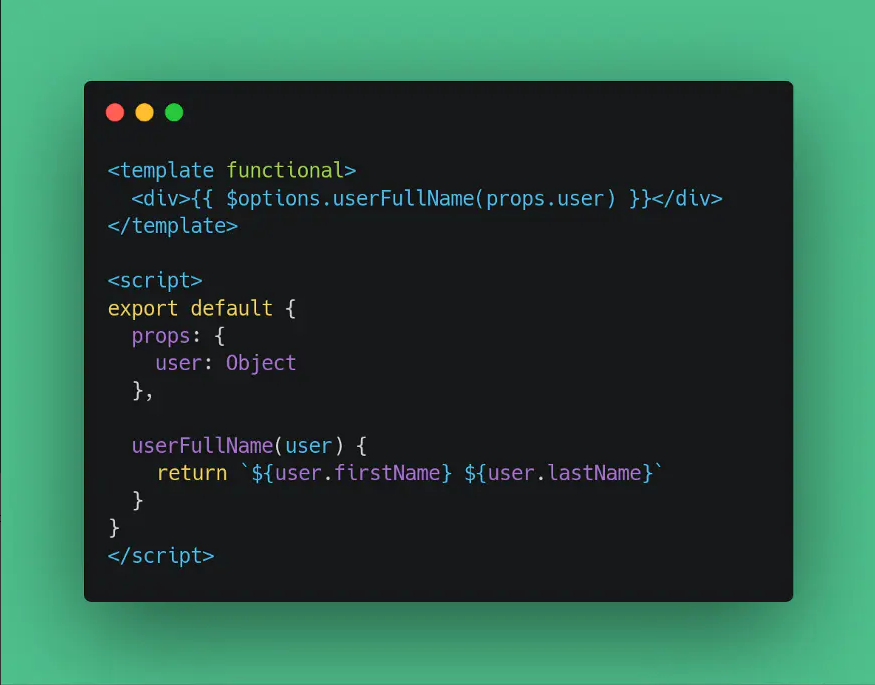 <template functional>
  <div>{{ $options.userFullName(props.user) }}</div>
</template>

<script>
export default {
  props: {
    user: Object
  },

  userFullName(user) {
    return `${user.firstName} ${user.lastName}`
  }
}
</script>